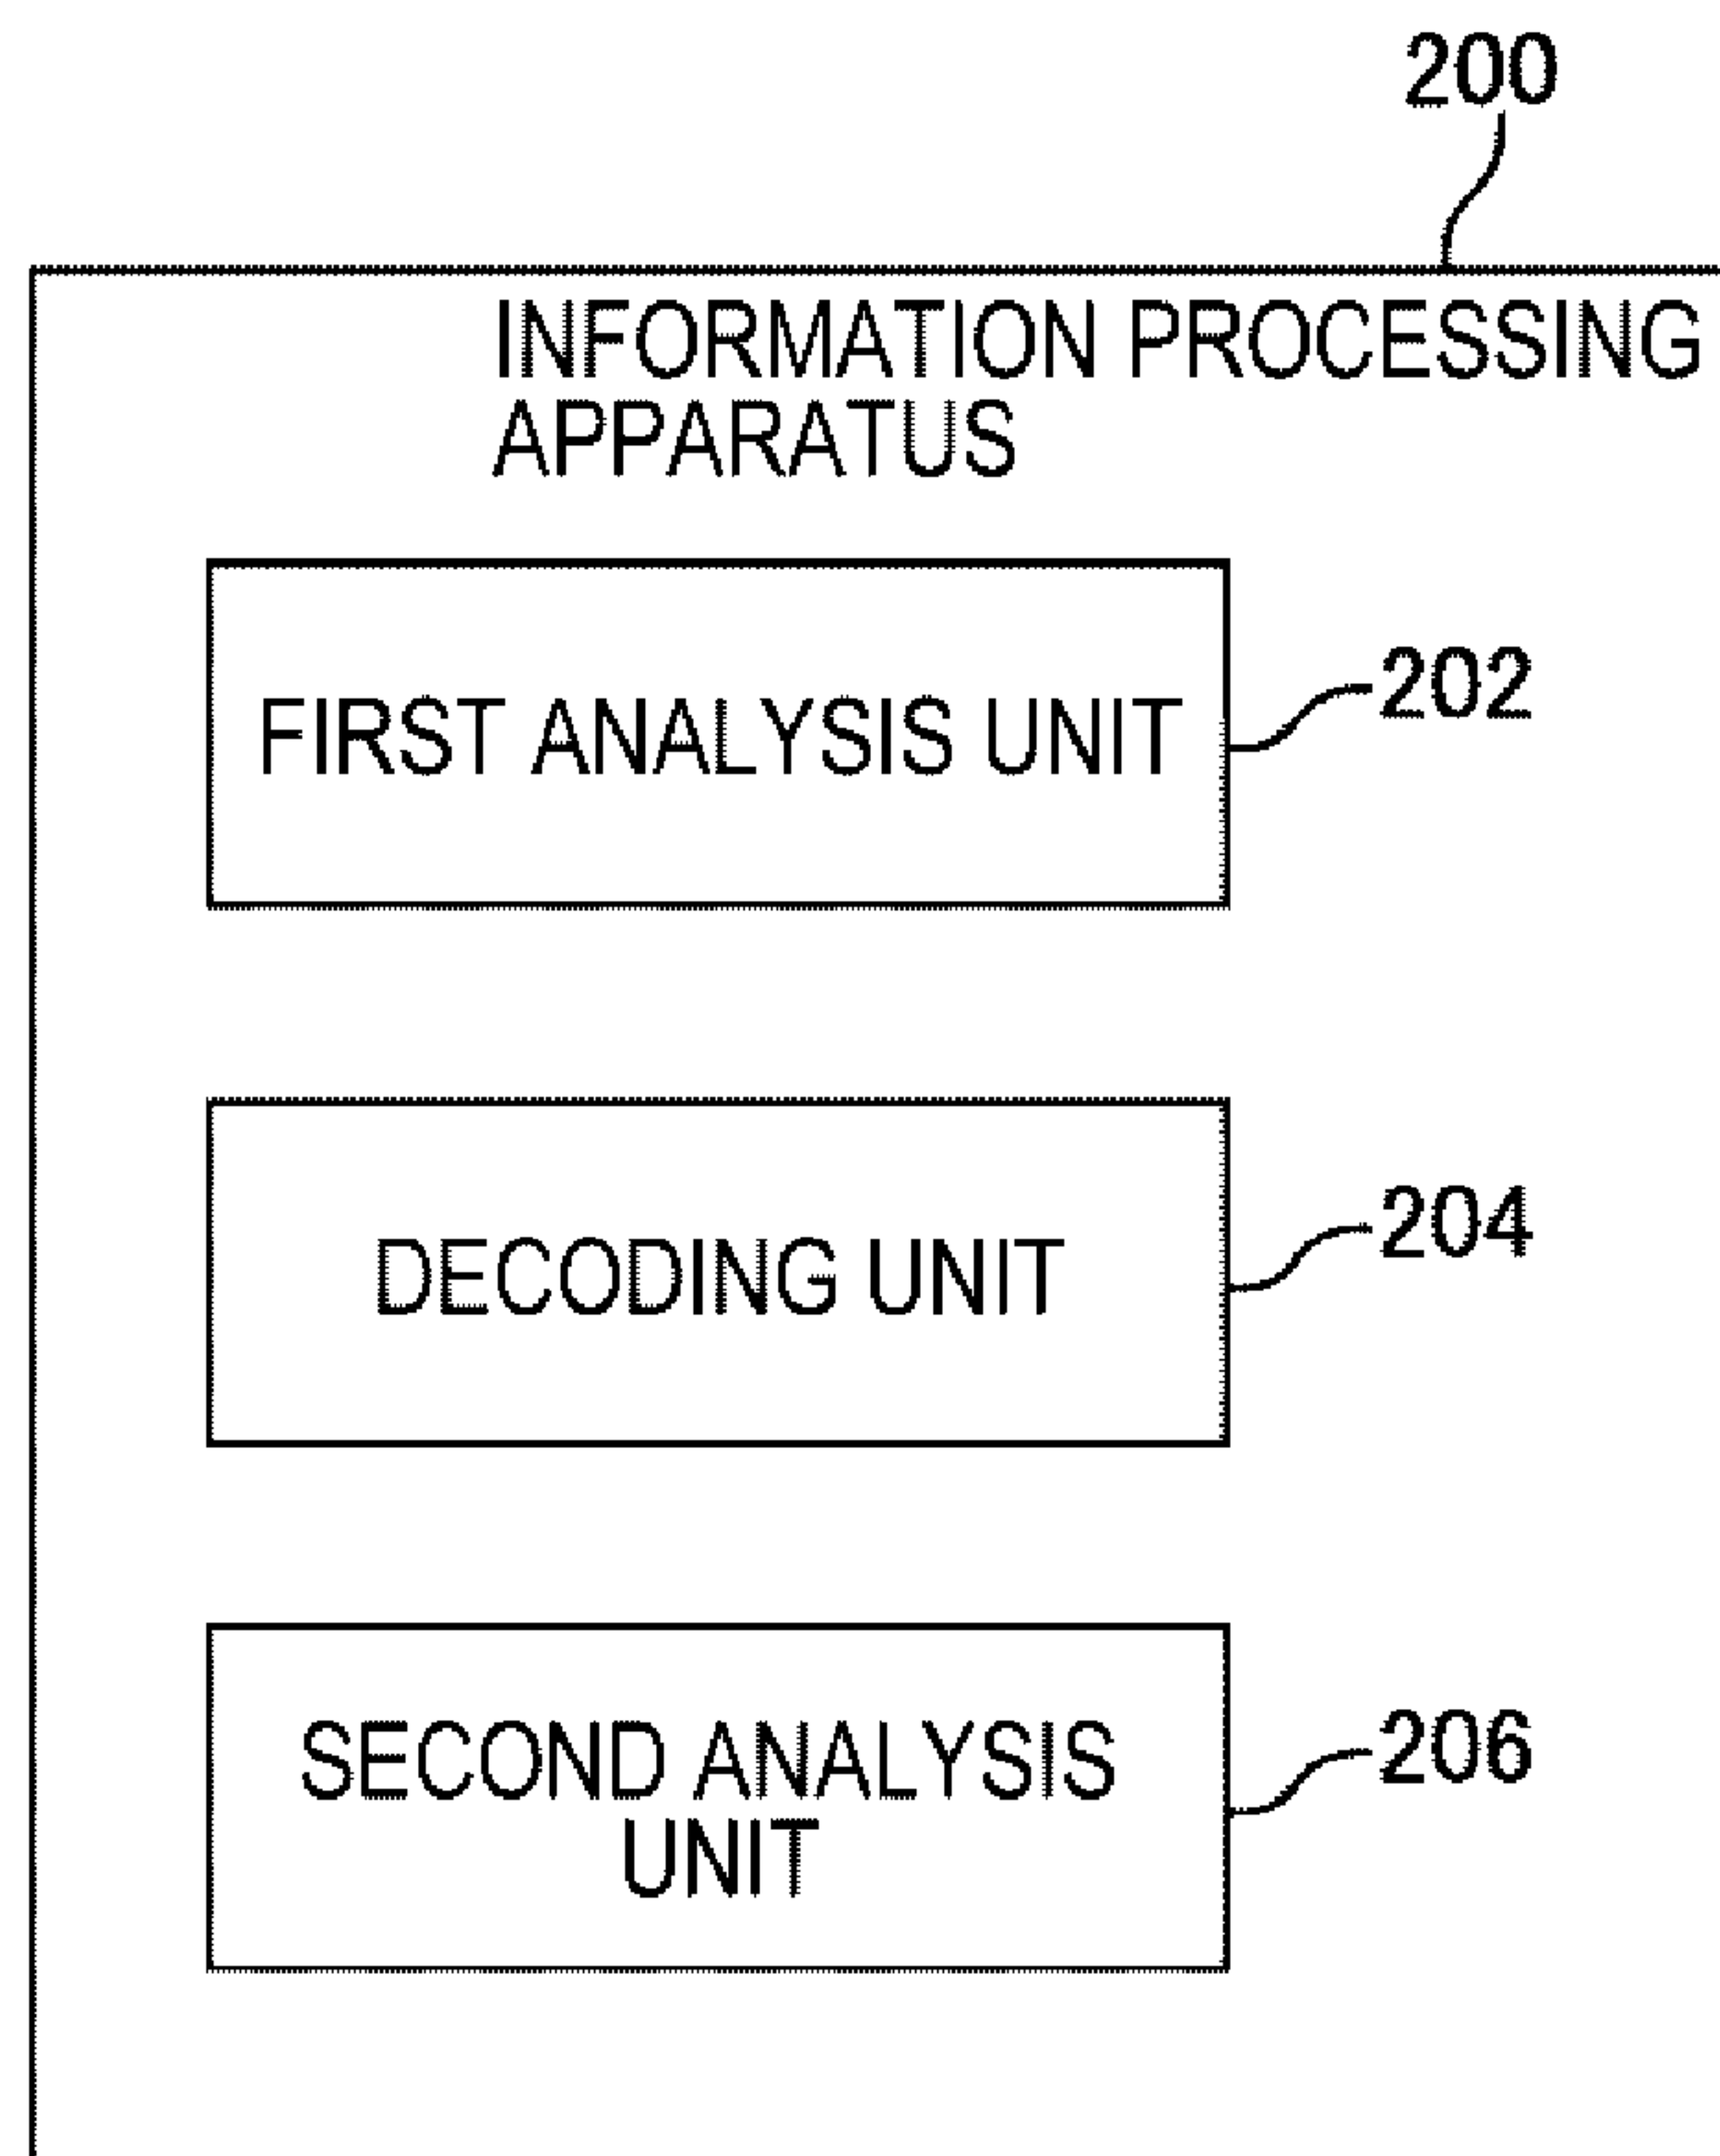 200
INFORMATION PROCESSING
APPARATUS
FIRST ANALYSIS UNIT
202
DECODING UNIT
204
SECOND ANALYSIS
UNIT
206